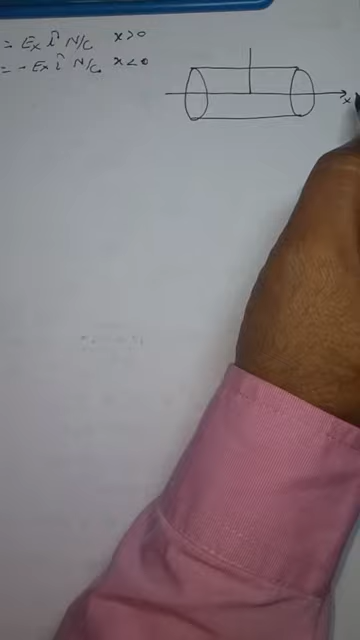 = Ex î N/C x>0
= - Ex î N/C x<0
x